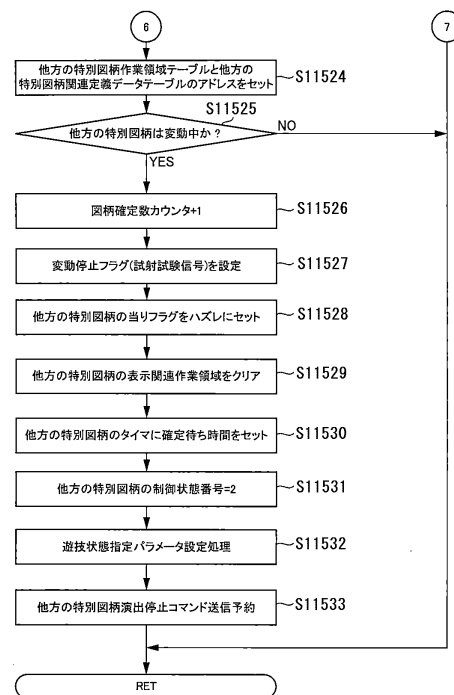 6
7
他方の特別図柄作業領域テーブルと他方の
特別図柄関連定義データテーブルのアドレスをセット
S11524
S11525
他方の特別図柄は変動中か?
NO
YES
図柄確定数カウンタ+1
S11526
変動停止フラグ(試射試験信号)を設定
S11527
他方の特別図柄の当りフラグをハズレにセット
S11528
他方の特別図柄の表示関連作業領域をクリア
S11529
他方の特別図柄のタイマに確定待ち時間をセット
S11530
他方の特別図柄の制御状態番号=2
S11531
遊技状態指定パラメータ設定処理
S11532
他方の特別図柄演出停止コマンド送信予約
S11533
RET